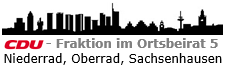 CDU - Fraktion im Ortsbeirat 5
Niederrad, Oberrad, Sachsenhausen